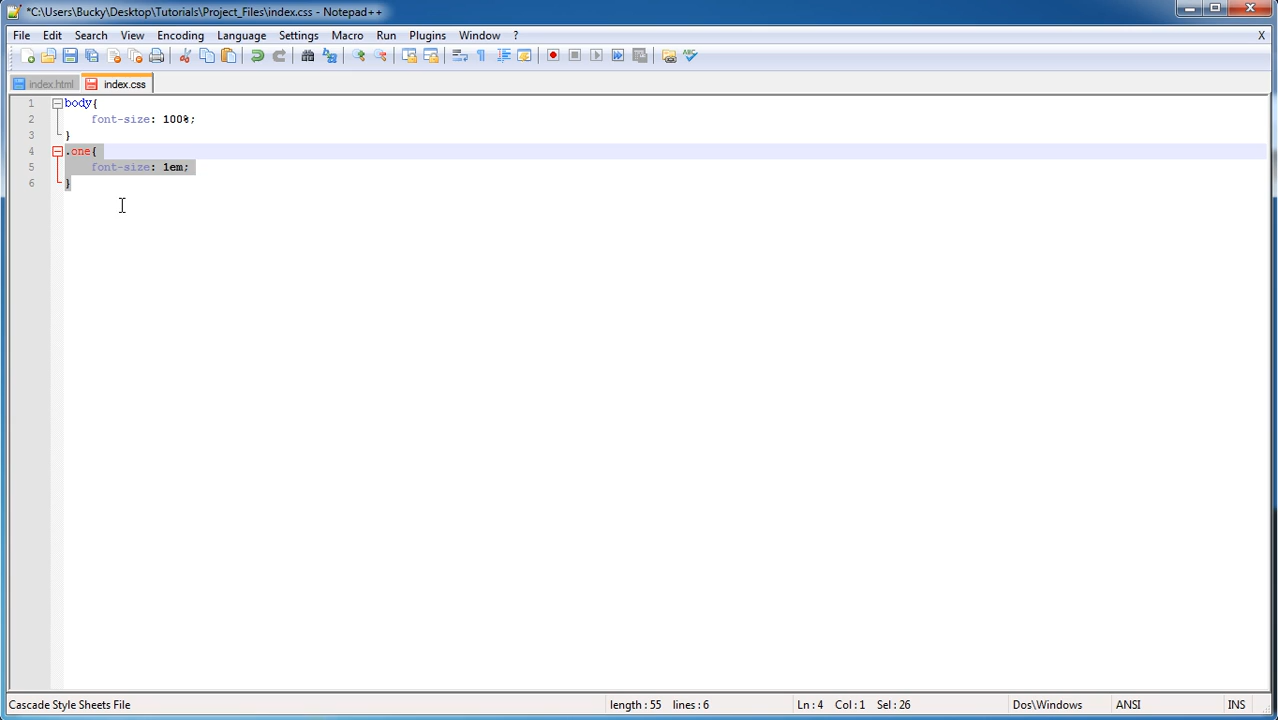 *C:\Users\Bucky\Desktop\Tutorials\Project_Files\index.css - Notepad++
File Edit Search View Encoding Language Settings Macro Run Plugins Window ? X
index.html index.css
1 body{
2 font-size: 100%;
3 }
4 .one{
5 font-size: 1em;
6 }
Cascade Style Sheets File length : 55 lines : 6 Ln : 4 Col : 1 Sel : 26 Dos\Windows ANSI INS